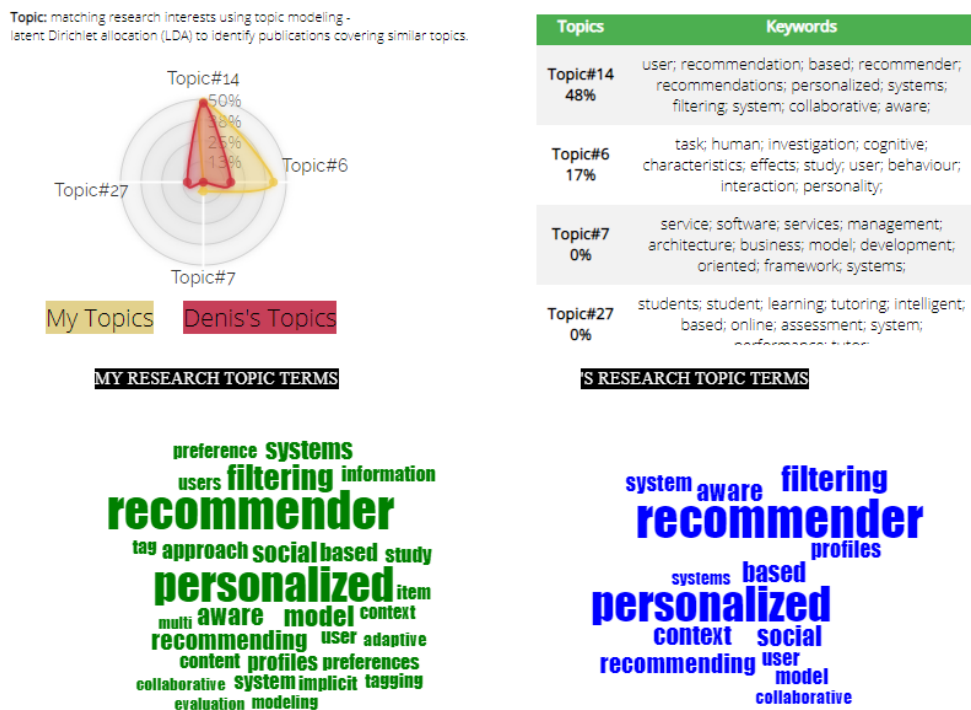 Topic: matching research interests using topic modeling -
latent Dirichlet allocation (LDA) to identify publications covering similar topics.
Topic#14
50%
38%
25%
13%
Topic#6
Topic#27
Topic#7
My Topics
Denis's Topics
Topics Keywords
Topic#14
48%
user; recommendation; based; recommender;
recommendations; personalized; systems;
filtering; system; collaborative; aware;
Topic#6
17%
task; human; investigation; cognitive;
characteristics; effects; study; user; behaviour;
interaction; personality;
Topic#7
0%
service; software; services; management;
architecture; business; model; development;
oriented; framework; systems;
Topic#27
0%
students; student; learning; tutoring; intelligent;
based; online; assessment; system;
performance; tutor;
MY RESEARCH TOPIC TERMS
preference systems
users filtering information
recommender
tag approach social based study
personalized item
multi aware model context
recommending user adaptive
content profiles preferences
collaborative system implicit tagging
evaluation modeling
'S RESEARCH TOPIC TERMS
system aware filtering
recommender
profiles
systems based
personalized
context social
recommending user
model
collaborative